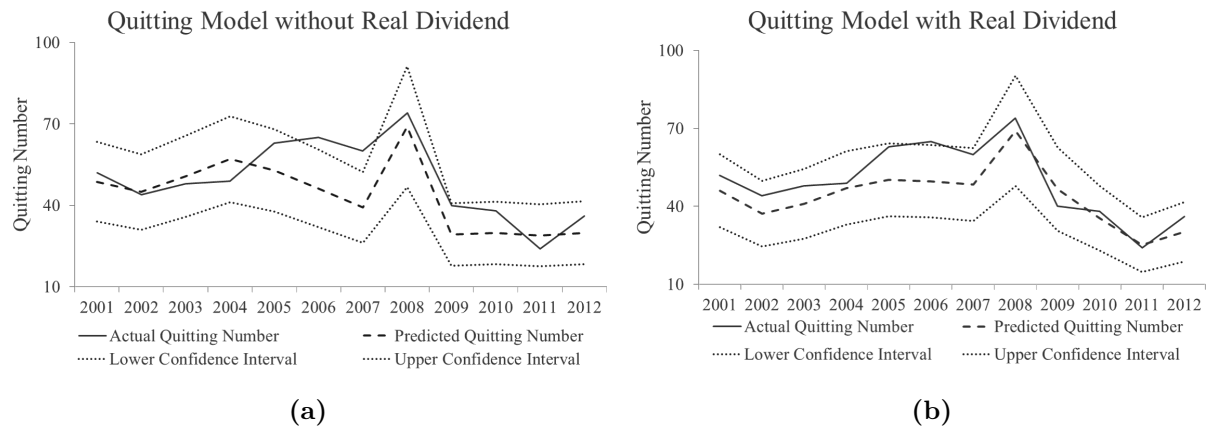 Quitting Model without Real Dividend
Quitting Number
100
70
40
10
2001 2002 2003 2004 2005 2006 2007 2008 2009 2010 2011 2012
Actual Quitting Number
Predicted Quitting Number
Lower Confidence Interval
Upper Confidence Interval
(a)
Quitting Model with Real Dividend
Quitting Number
100
70
40
10
2001 2002 2003 2004 2005 2006 2007 2008 2009 2010 2011 2012
Actual Quitting Number
Predicted Quitting Number
Lower Confidence Interval
Upper Confidence Interval
(b)